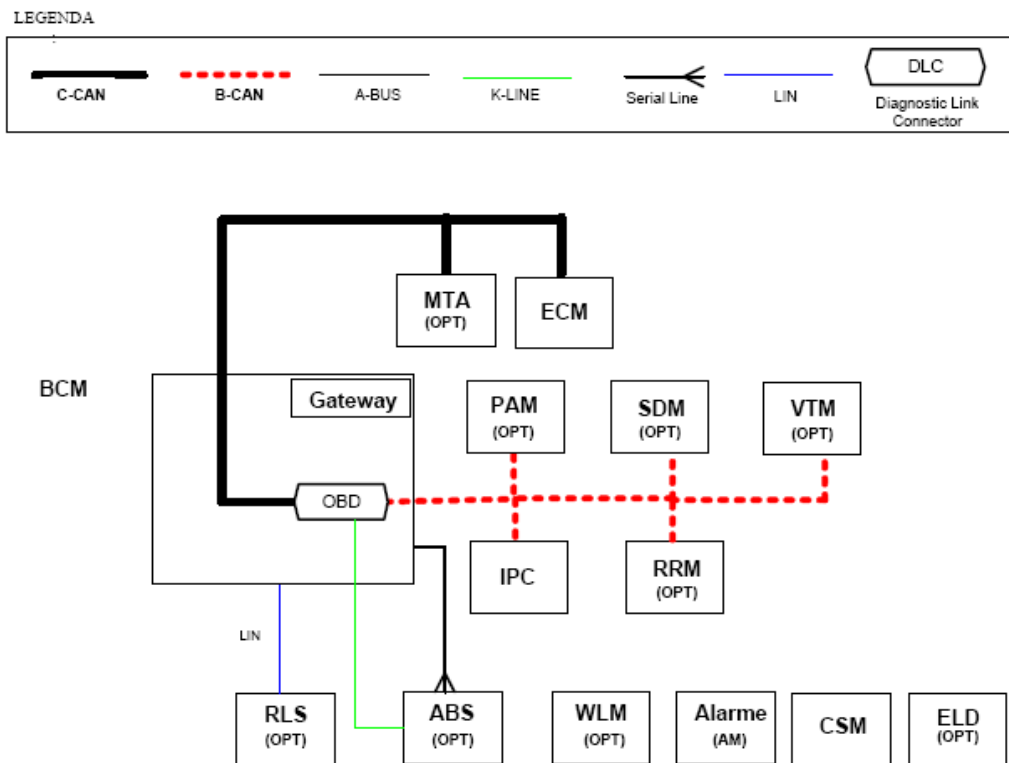 LEGENDA
C-CAN
B-CAN
A-BUS
K-LINE
Serial Line
LIN
DLC
Diagnostic Link
Connector
MTA
(OPT)
ECM
BCM
Gateway
PAM
(OPT)
SDM
(OPT)
VTM
(OPT)
OBD
IPC
RRM
(OPT)
LIN
RLS
(OPT)
ABS
(OPT)
WLM
(OPT)
Alarme
(AM)
CSM
ELD
(OPT)